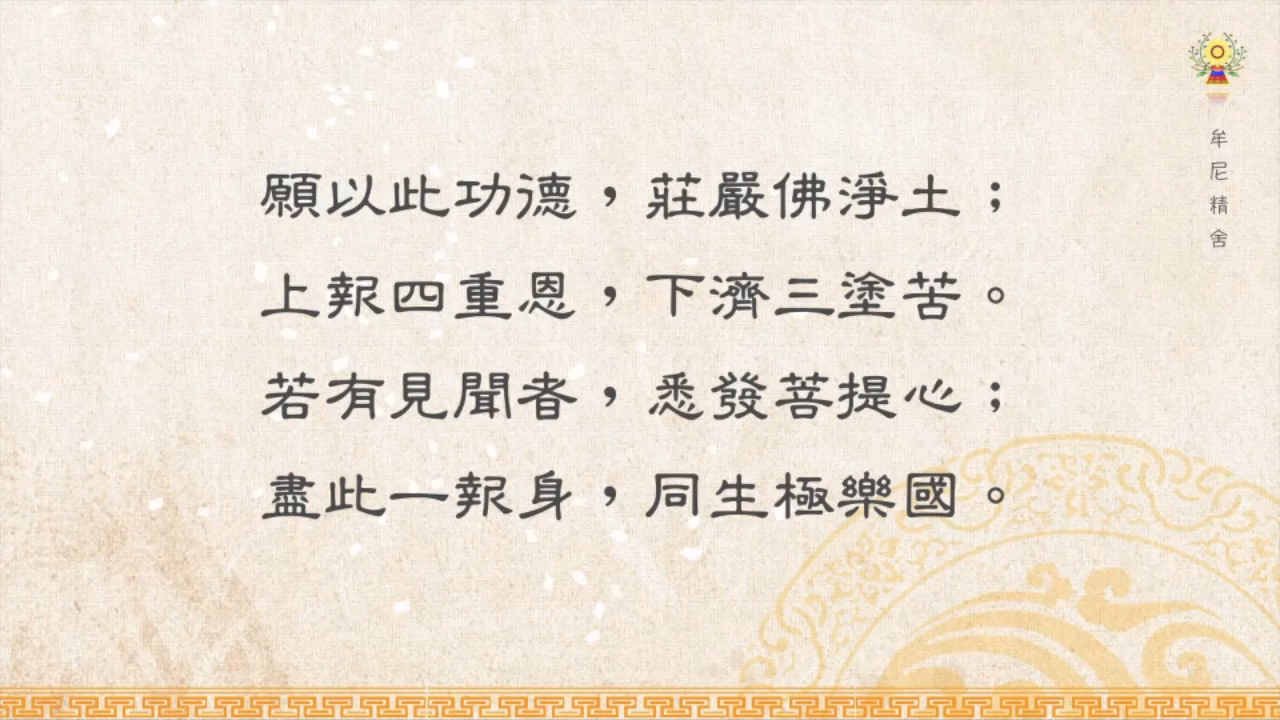 願以此功德，莊嚴佛淨土；
上報四重恩，下濟三塗苦。
若有見聞者，悉發菩提心；
盡此一報身，同生極樂國。
牟尼精舍